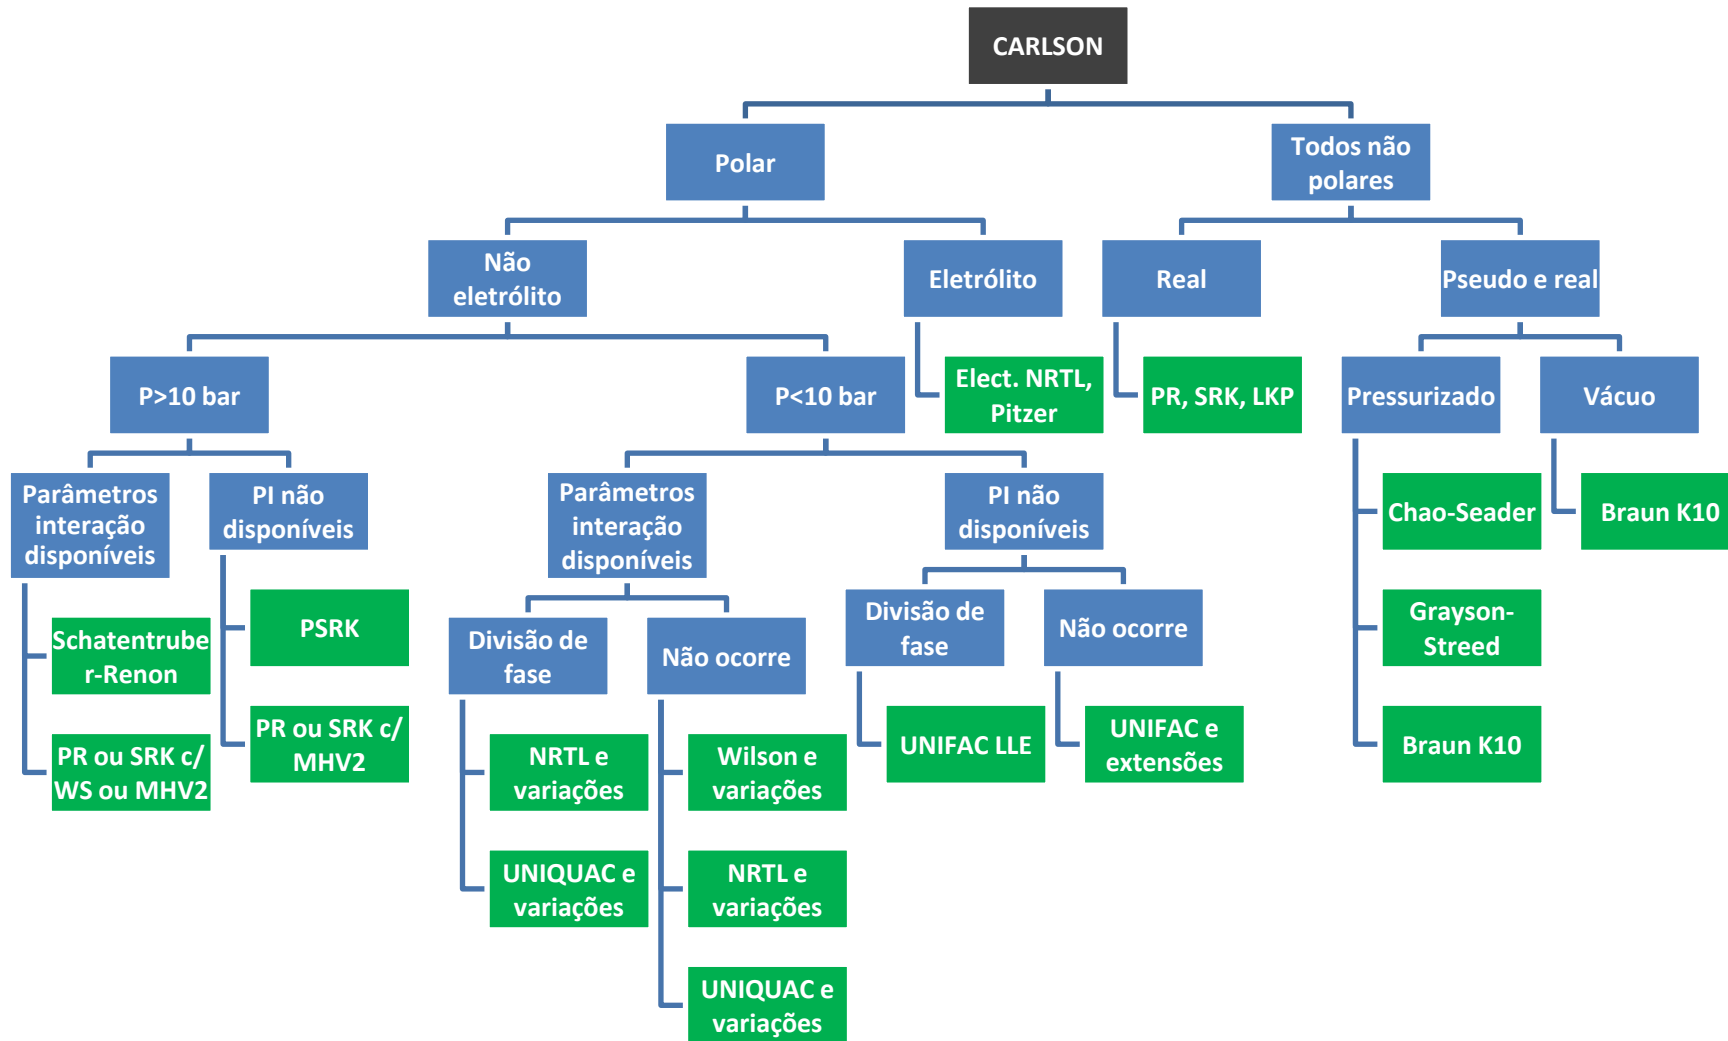 CARLSON
Polar
Todos não
polares
Não
eletrólito
Eletrólito
Real
Pseudo e real
P>10 bar
P<10 bar
Elect. NRTL,
Pitzer
PR, SRK, LKP
Pressurizado
Vácuo
Parâmetros
interação
disponíveis
PI não
disponíveis
Parâmetros
interação
disponíveis
PI não
disponíveis
Chao-Seader
Braun K10
Schatentrube
r-Renon
PSRK
Divisão de
fase
Não ocorre
Divisão de
fase
Não ocorre
Grayson-
Streed
PR ou SRK c/
WS ou MHV2
PR ou SRK c/
MHV2
NRTL e
variações
Wilson e
variações
UNIFAC LLE
UNIFAC e
extensões
Braun K10
UNIQUAC e
variações
NRTL e
variações
UNIQUAC e
variações